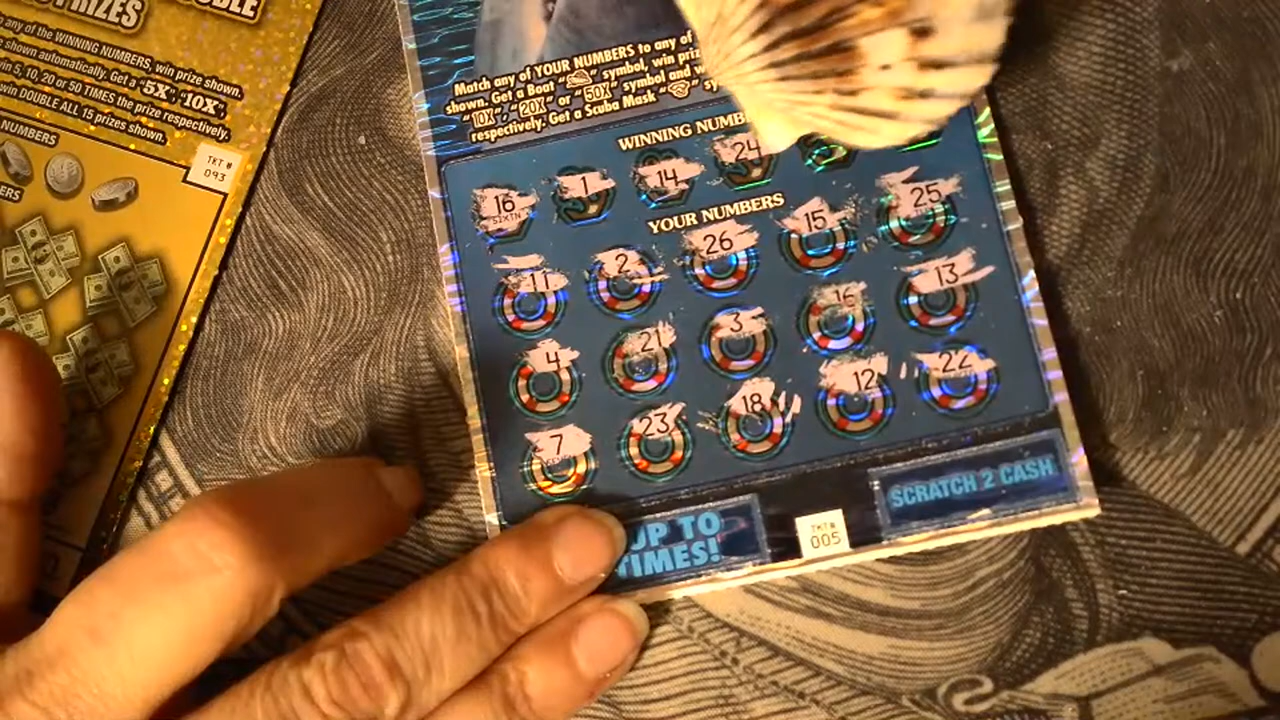 UBLE
PRIZES
any of the WINNING NUMBERS, win prize shown.
shown automatically. Get a "5X", "10X",
win 5, 10, 20 or 50 TIMES the prize respectively.
win DOUBLE ALL 15 prizes shown.
NUMBERS
TKT #
093
ERS
Match any of YOUR NUMBERS to any of
shown. Get a Boat " " symbol, win priz
"10X", "20X" or "50X" symbol and w
respectively. Get a Scuba Mask " " sy
WINNING NUMB
16 1 14 24
SIXTN
YOUR NUMBERS
11 2 26 15 25
4 21 3 16 13
7 23 18 12 22
UP TO
TIMES!
TKT#
005
SCRATCH 2 CASH